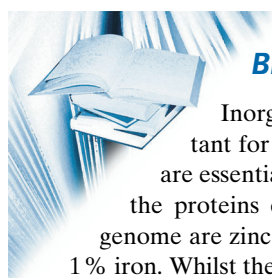 Inorg
tant for
are essentia
the proteins
genome are zinc
1% iron. Whilst the